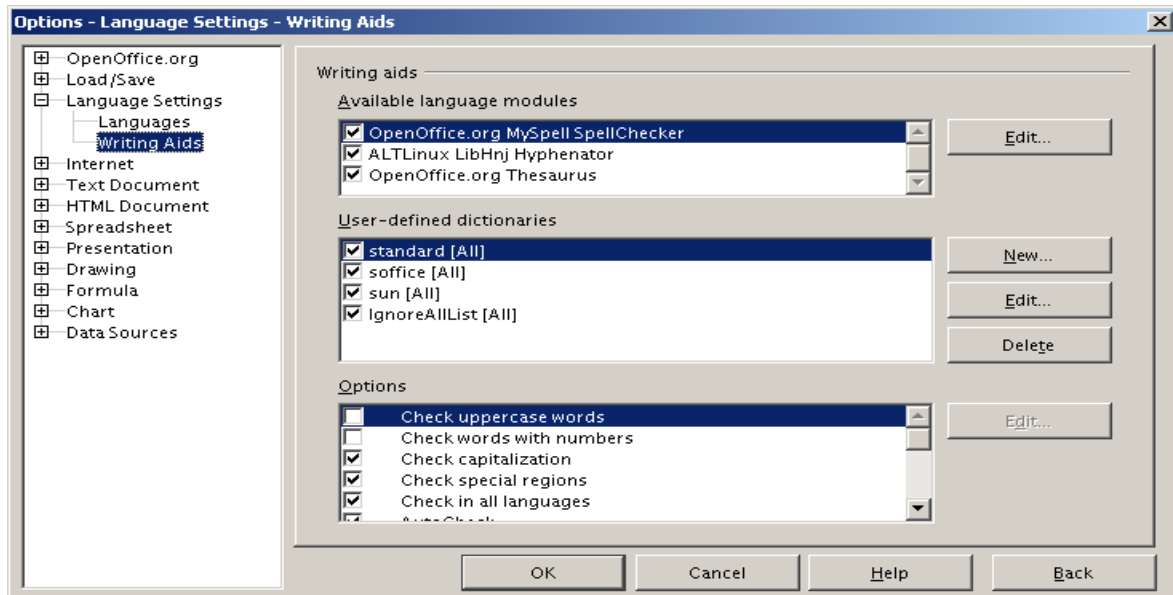 Options - Language Settings - Writing Aids
OpenOffice.org
Load/Save
Language Settings
Languages
Writing Aids
Internet
Text Document
HTML Document
Spreadsheet
Presentation
Drawing
Formula
Chart
Data Sources
Writing aids
Available language modules
OpenOffice.org MySpell SpellChecker
ALTLinux LibHnj Hyphenator
OpenOffice.org Thesaurus
Edit...
User-defined dictionaries
standard [All]
soffice [All]
sun [All]
IgnoreAllList [All]
New...
Edit...
Delete
Options
Check uppercase words
Check words with numbers
Check capitalization
Check special regions
Check in all languages
AutoCheck
Edit...
OK
Cancel
Help
Back